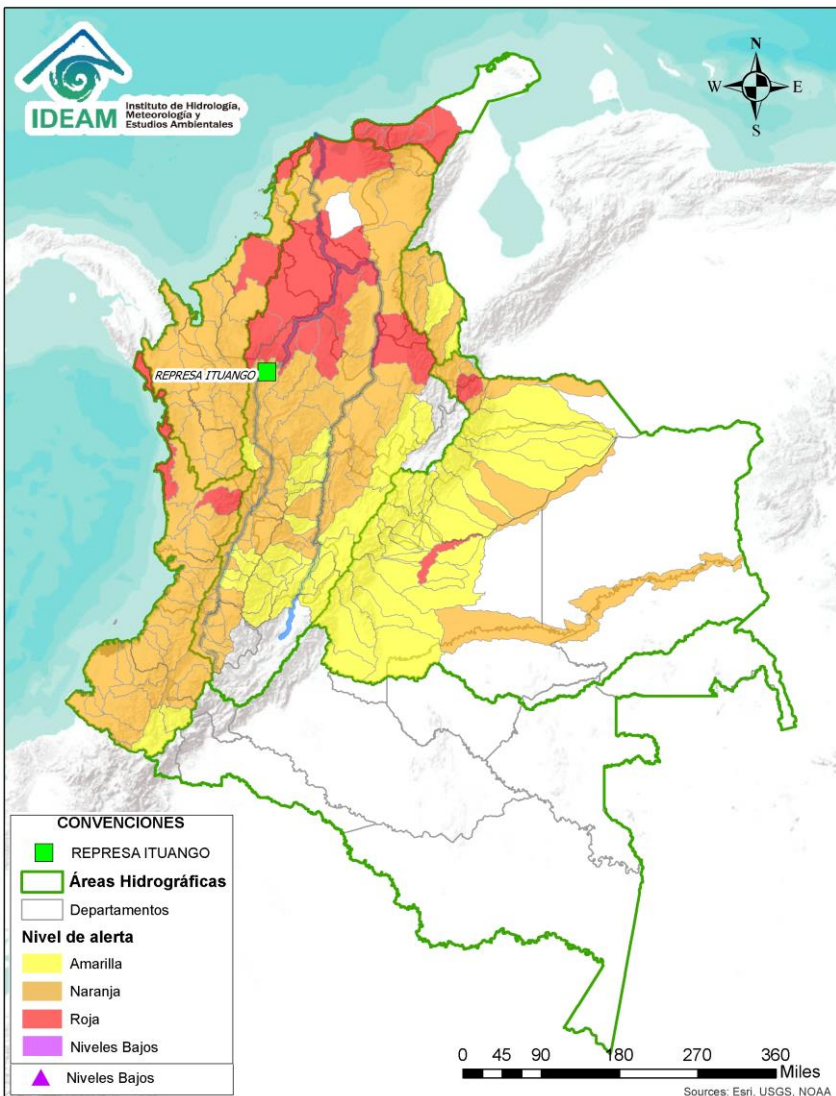 IDEAM
Instituto de Hidrología,
Meteorología y
Estudios Ambientales
N
W
E
S
REPRESA ITUANGO
CONVENCIONES
REPRESA ITUANGO
Áreas Hidrográficas
Departamentos
Nivel de alerta
Amarilla
Naranja
Roja
Niveles Bajos
Niveles Bajos
0 45 90 180 270 360
Miles
Sources: Esri, USGS, NOAA